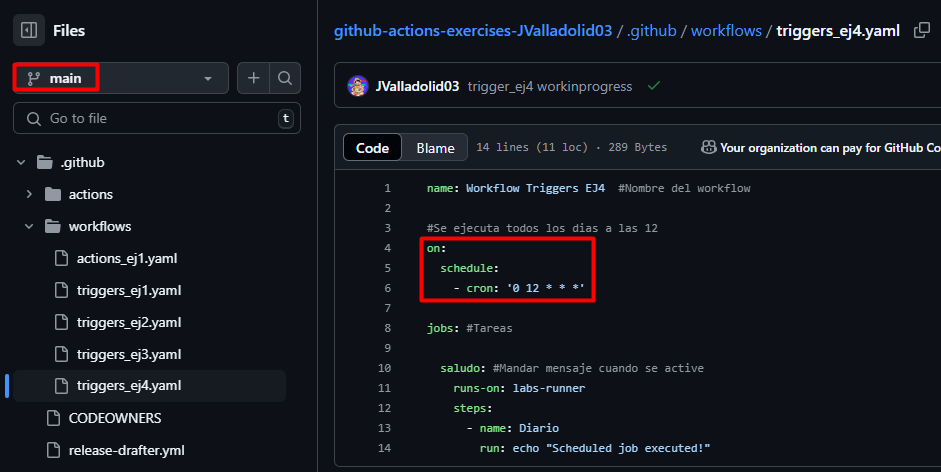 Files
main
Go to file
t
.github
actions
workflows
actions_ej1.yaml
triggers_ej1.yaml
triggers_ej2.yaml
triggers_ej3.yaml
triggers_ej4.yaml
CODEOWNERS
release-drafter.yml
github-actions-exercises-JValladolid03 / .github / workflows / triggers_ej4.yaml
JValladolid03 trigger_ej4 workinprogress
Code Blame 14 lines (11 loc) · 289 Bytes Your organization can pay for GitHub Co
1 name: Workflow Triggers EJ4 #Nombre del workflow
2
3 #Se ejecuta todos los dias a las 12
4 on:
5 schedule:
6 - cron: '0 12 * * *'
7
8 jobs: #Tareas
9
10 saludo: #Mandar mensaje cuando se active
11 runs-on: labs-runner
12 steps:
13 - name: Diario
14 run: echo "Scheduled job executed!"